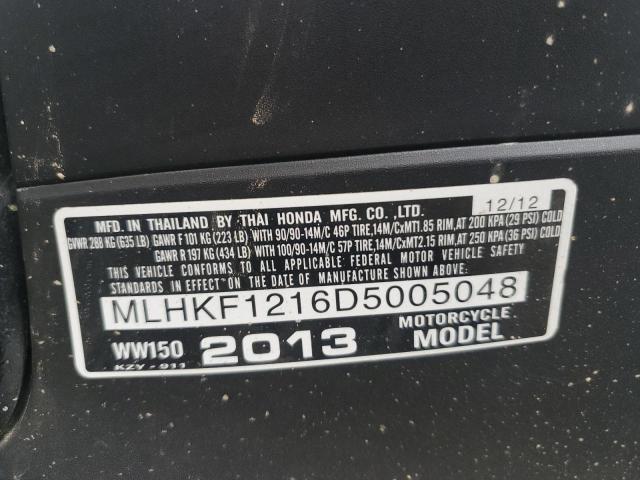 12/12
MFD. IN THAILAND BY THAI HONDA MFG. CO.,LTD.
GVWR 288 KG (635 LB) GAWR F 101 KG (223 LB) WITH 90/90-14M/C 46P TIRE,14M/CxMT1.85 RIM,AT 200 KPA (29 PSI) COLD
GAWR R 197 KG (434 LB) WITH 100/90-14M/C 57P TIRE,14M/CxMT2.15 RIM,AT 250 KPA (36 PSI) COLD
THIS VEHICLE CONFORMS TO ALL APPLICABLE FEDERAL MOTOR VEHICLE SAFETY
STANDARDS IN EFFECT ON THE DATE OF MANUFACTURE SHOWN ABOVE.
MLHKF1216D5005048
WW150 2013 MOTORCYCLE
KZY-911 MODEL